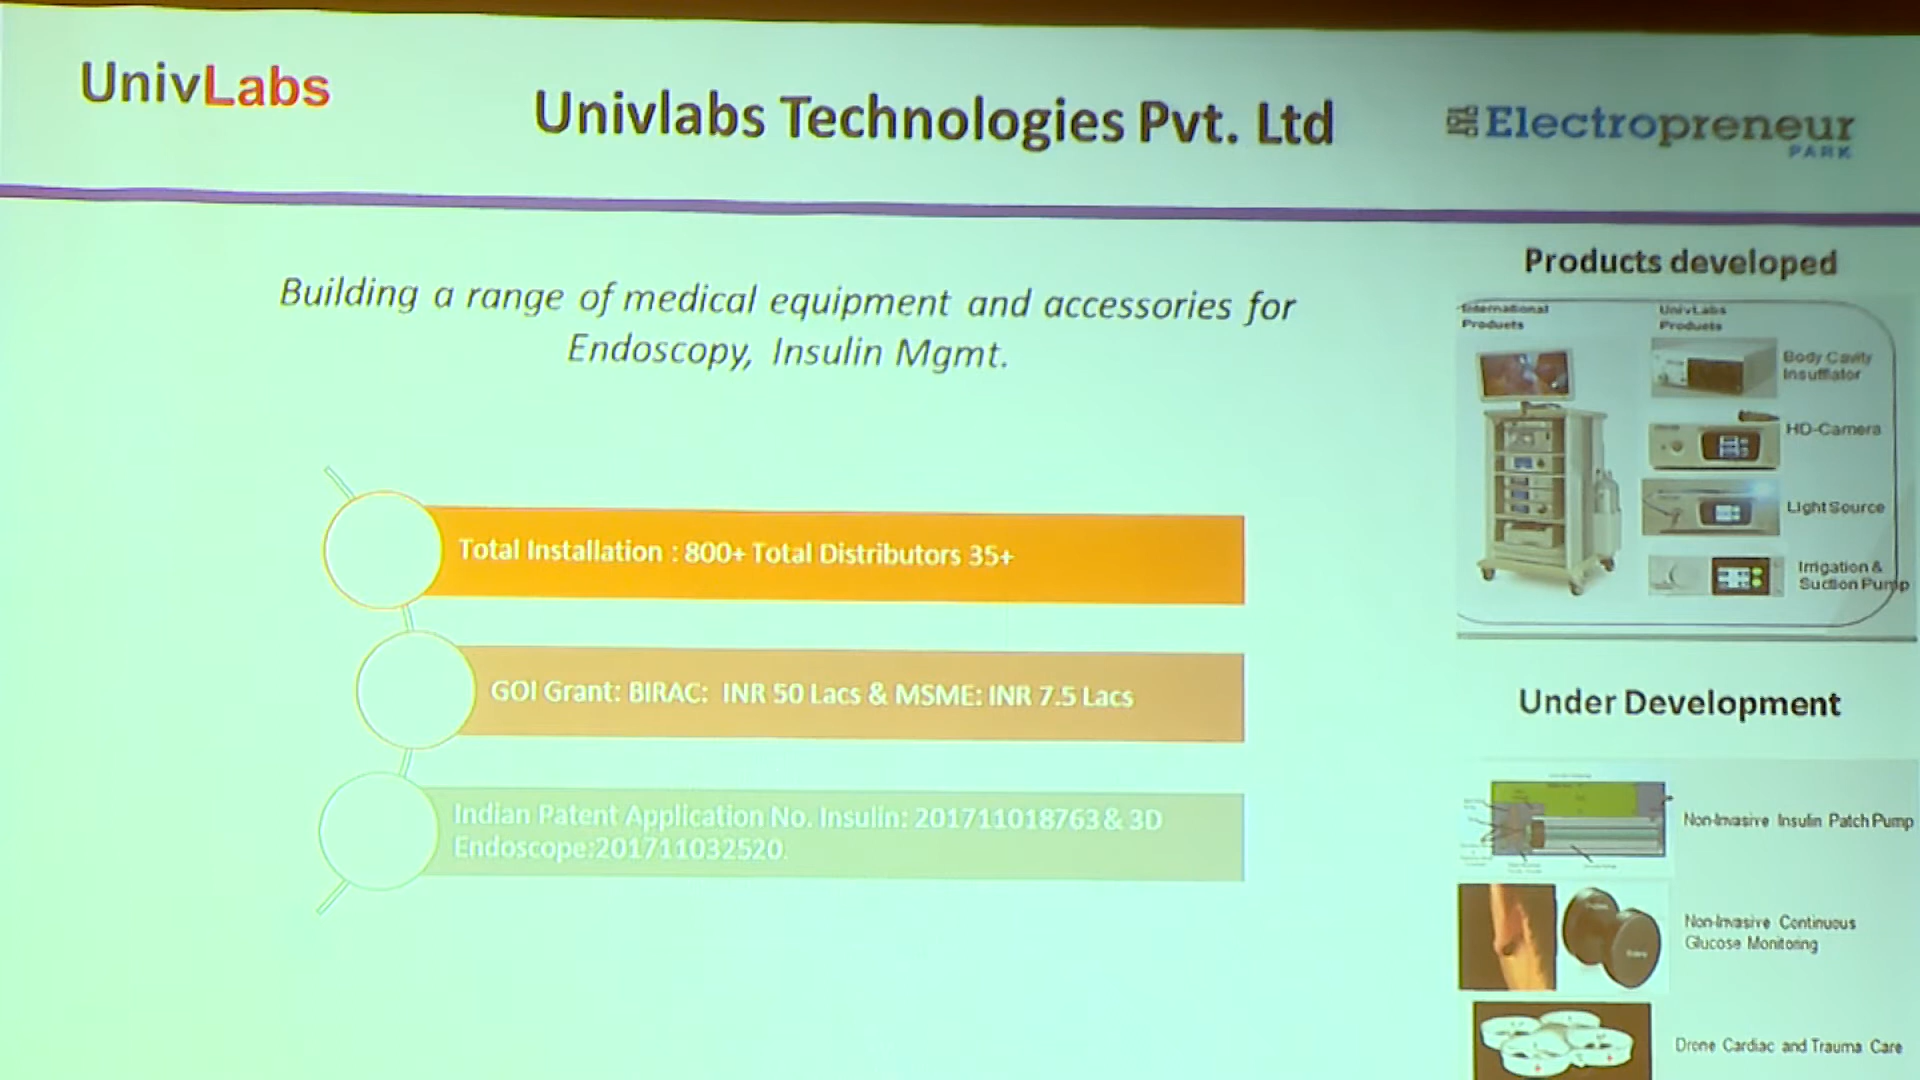 UnivLabs
Univlabs Technologies Pvt. Ltd
Electropreneur
PARK
Building a range of medical equipment and accessories for
Endoscopy, Insulin Mgmt.
Total Installation : 800+ Total Distributors 35+
GOI Grant: BIRAC: INR 50 Lacs & MSME: INR 7.5 Lacs
Indian Patent Application No. Insulin: 201711018763 & 3D
Endoscope:201711032520.
Products developed
International
Products
UnivLabs
Products
Body Cavity
Insufflator
HD-Camera
Light Source
Irrigation &
Suction Pump
Under Development
Non-Invasive Insulin Patch Pump
Non-Invasive Continuous
Glucose Monitoring
Drone Cardiac and Trauma Care